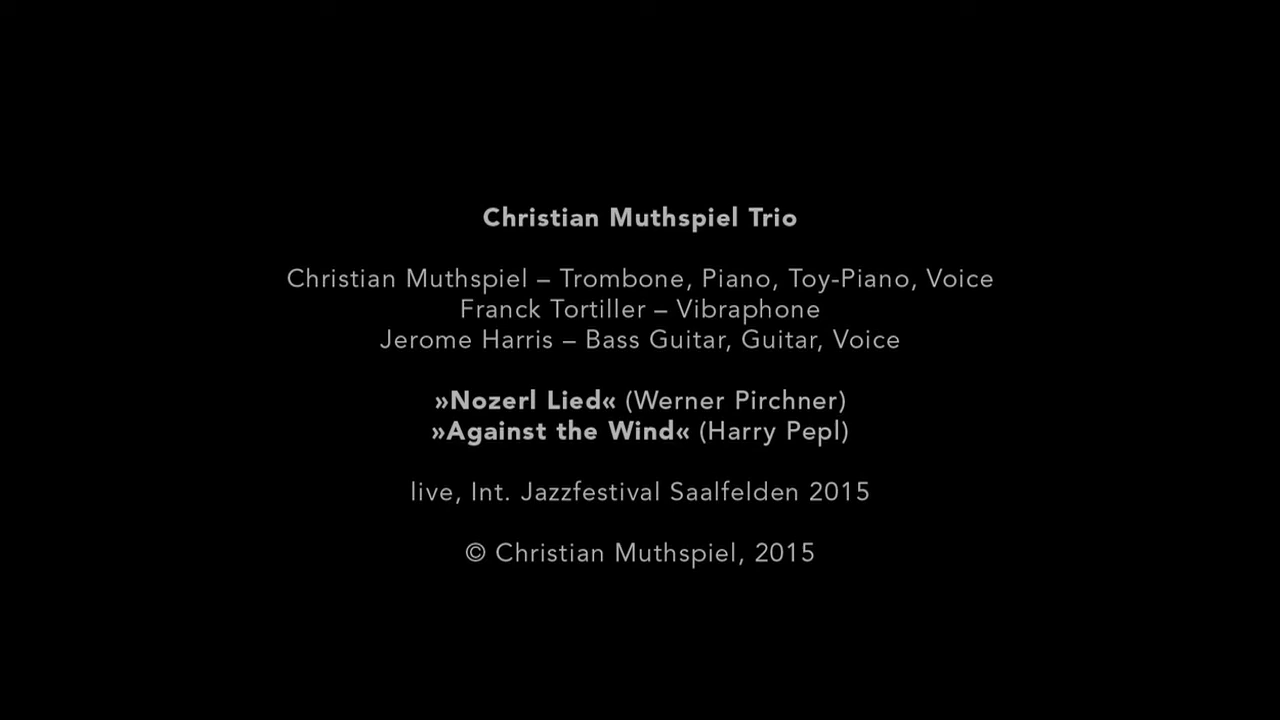 Christian Muthspiel Trio
Christian Muthspiel – Trombone, Piano, Toy-Piano, Voice
Franck Tortiller – Vibraphone
Jerome Harris – Bass Guitar, Guitar, Voice
»Nozerl Lied« (Werner Pirchner)
»Against the Wind« (Harry Pepl)
live, Int. Jazzfestival Saalfelden 2015
© Christian Muthspiel, 2015